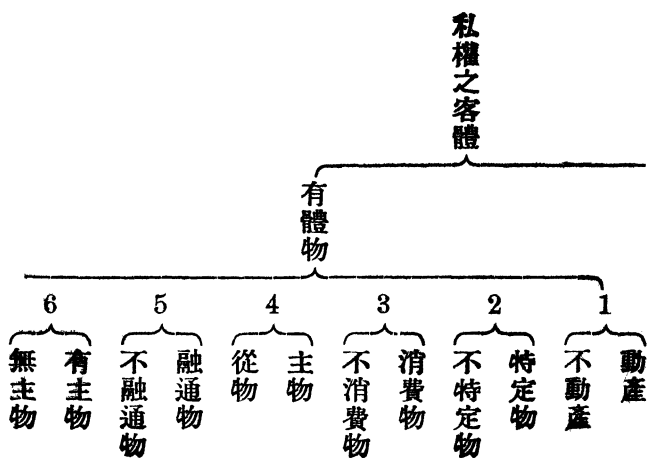 私權之客體
有體物
1
動產
不動產
2
特定物
不特定物
3
消費物
不消費物
4
主物
從物
5
融通物
不融通物
6
有主物
無主物